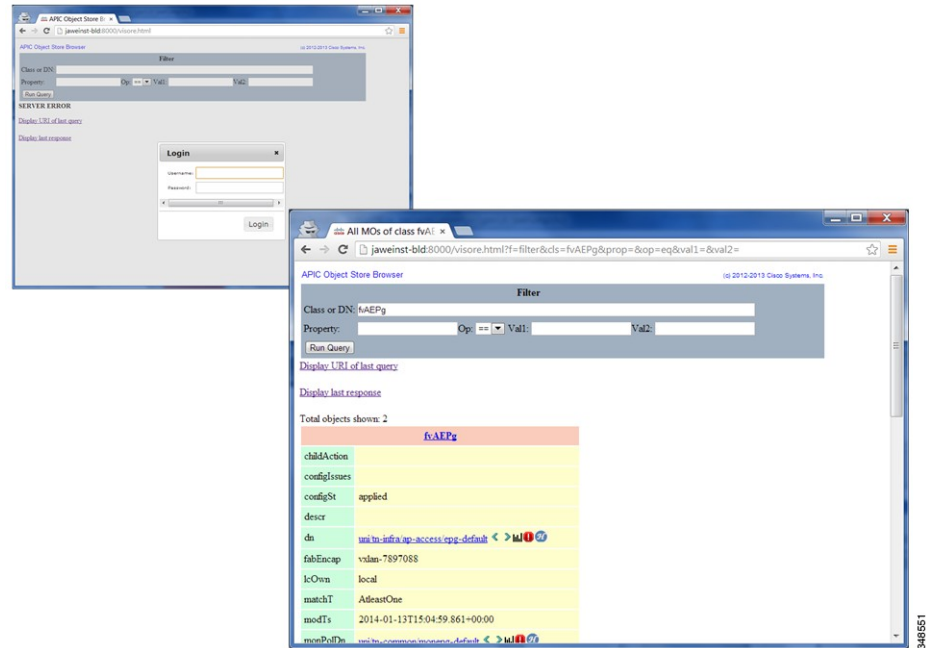 APIC Object Store Br ×
jaweinst-bld:8000/visore.html
APIC Object Store Browser
(c) 2012-2013 Cisco Systems, Inc.
Filter
Class or DN:
Property: Op: == Val1: Val2:
Run Query
SERVER ERROR
Display URI of last query
Display last response
Login ×
Username:
Password:
Login
All MOs of class fvAE ×
jaweinst-bld:8000/visore.html?f=filter&cls=fvAEPg&prop=&op=eq&val1=&val2=
APIC Object Store Browser
(c) 2012-2013 Cisco Systems, Inc.
Filter
Class or DN: fvAEPg
Property: Op: == Val1: Val2:
Run Query
Display URI of last query
Display last response
Total objects shown: 2
fvAEPg
childAction
configIssues
configSt applied
descr
dn uni/tn-infra/ap-access/epg-default
fabEncap vxlan-7897088
lcOwn local
matchT AtleastOne
modTs 2014-01-13T15:04:59.861+00:00
monPolDn uni/tn-common/monepg-default
348551